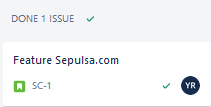 DONE 1 ISSUE
Feature Sepulsa.com
SC-1 YR